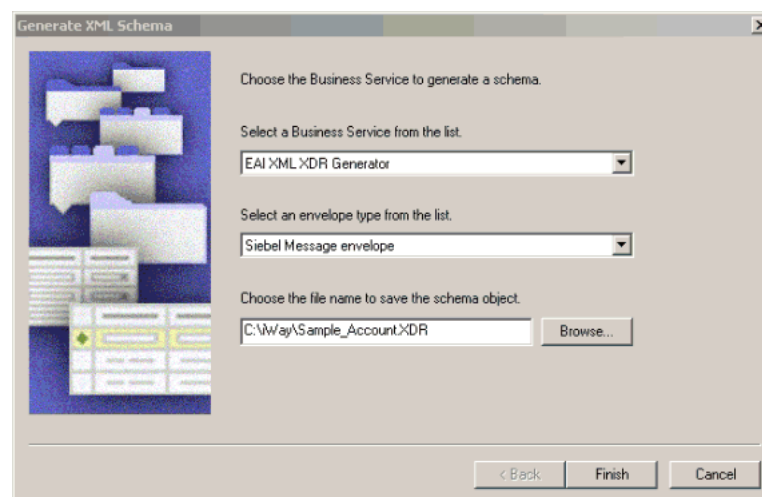 Generate XML Schema
Choose the Business Service to generate a schema.
Select a Business Service from the list.
EAI XML XDR Generator
Select an envelope type from the list.
Siebel Message envelope
Choose the file name to save the schema object.
C:\iWay\Sample_Account.XDR
Browse...
< Back
Finish
Cancel